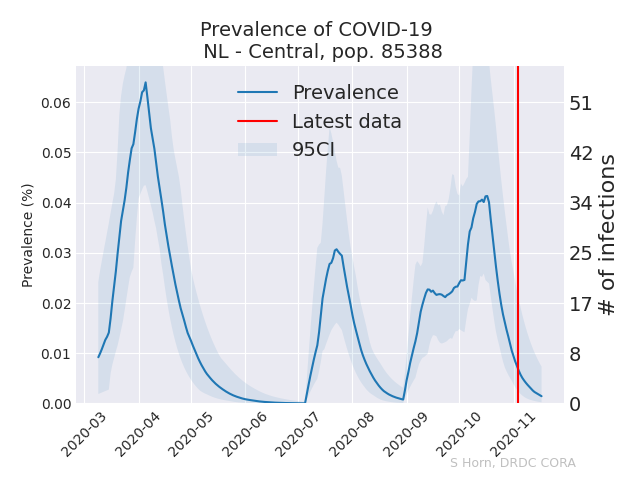 Prevalence of COVID-19
NL - Central, pop. 85388
Prevalence
Latest data
95CI
Prevalence (%)
0.06
0.05
0.04
0.03
0.02
0.01
0.00
51
42
34
25
17
8
0
# of infections
2020-03
2020-04
2020-05
2020-06
2020-07
2020-08
2020-09
2020-10
2020-11
S Horn, DRDC CORA